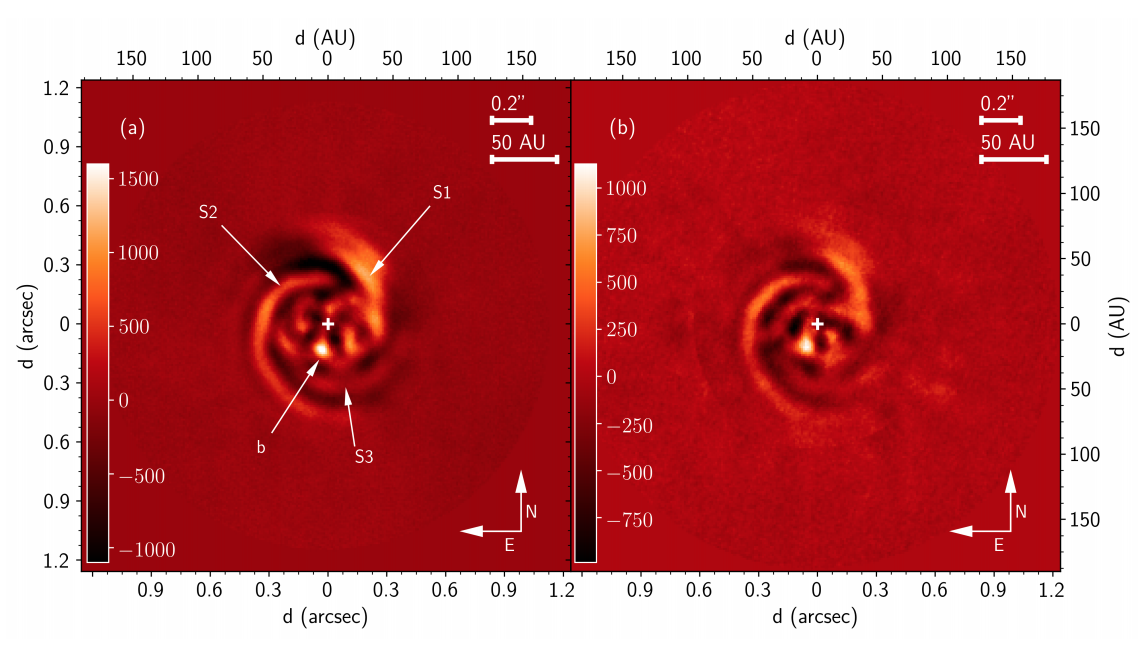 d (AU)
d (AU)
150 100 50 0 50 100 150
150 100 50 0 50 100 150
1.2
0.9
0.6
0.3
0
0.3
0.6
0.9
1.2
d (arcsec)
(a)
0.2”
50 AU
1500
1000
500
0
−500
−1000
S2
S1
b
S3
N
E
(b)
0.2”
50 AU
1000
750
500
250
0
−250
−500
−750
N
E
150
100
50
0
50
100
150
d (AU)
0.9 0.6 0.3 0 0.3 0.6 0.9 1.2
0.9 0.6 0.3 0 0.3 0.6 0.9 1.2
d (arcsec)
d (arcsec)